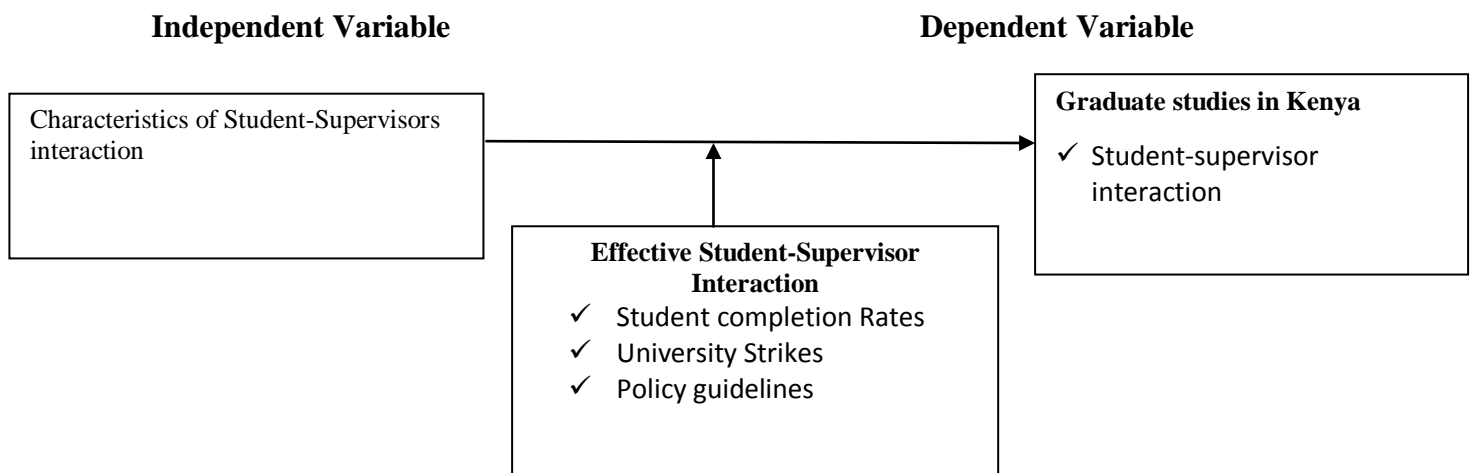 Independent Variable
Dependent Variable
Characteristics of Student-Supervisors
interaction
Graduate studies in Kenya
✓ Student-supervisor
interaction
Effective Student-Supervisor
Interaction
✓ Student completion Rates
✓ University Strikes
✓ Policy guidelines